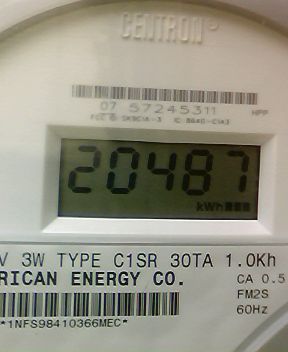 CENTRON®
07 57245311 HPP
20487
kWh
V 3W TYPE C1SR 30TA 1.0Kh
RICAN ENERGY CO. CA 0.5
FM2S
*1NFS98410366MEC* 60Hz